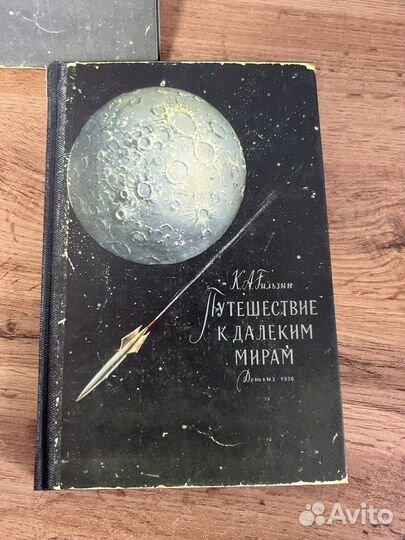 К. А. Гильзин
ПУТЕШЕСТВИЕ
К ДАЛЕКИМ
МИРАМ
Детгиз · 1956
Avito